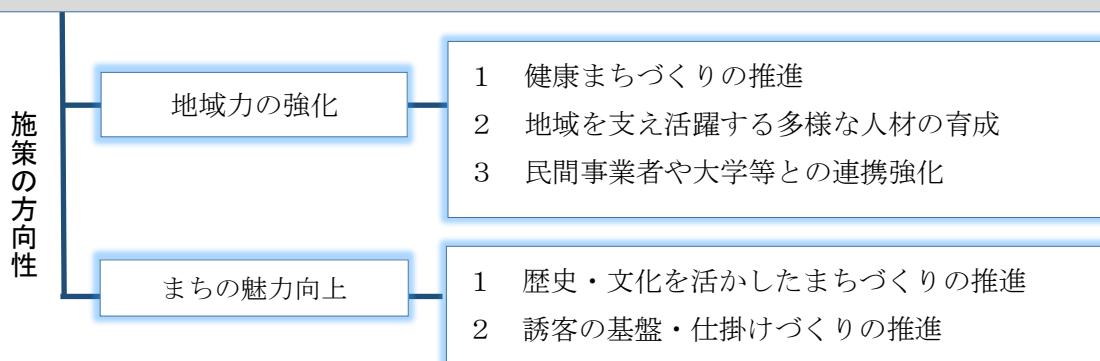 施策の方向性
地域力の強化
１　健康まちづくりの推進
２　地域を支え活躍する多様な人材の育成
３　民間事業者や大学等との連携強化
まちの魅力向上
１　歴史・文化を活かしたまちづくりの推進
２　誘客の基盤・仕掛けづくりの推進